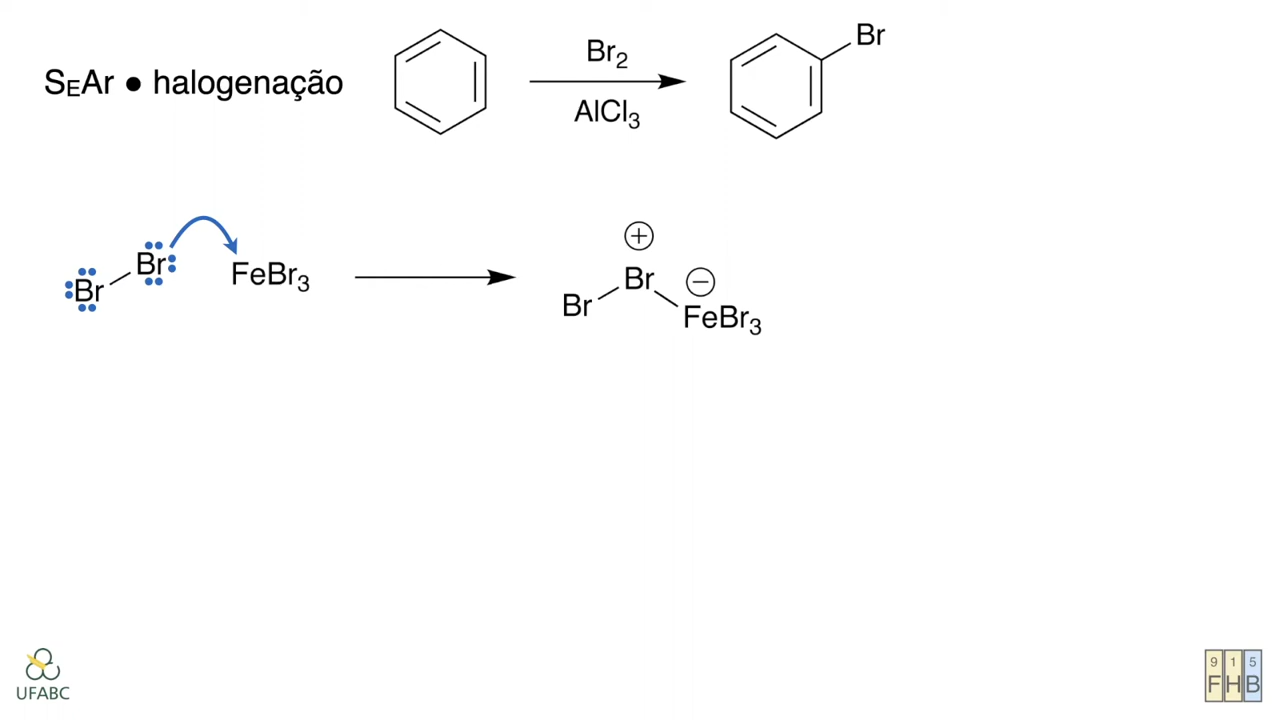 SEAr ● halogenação
Br2
AlCl3
Br
Br
Br
FeBr3
⊕
Br
⊖
Br
FeBr3
UFABC
9 1 5
F H B